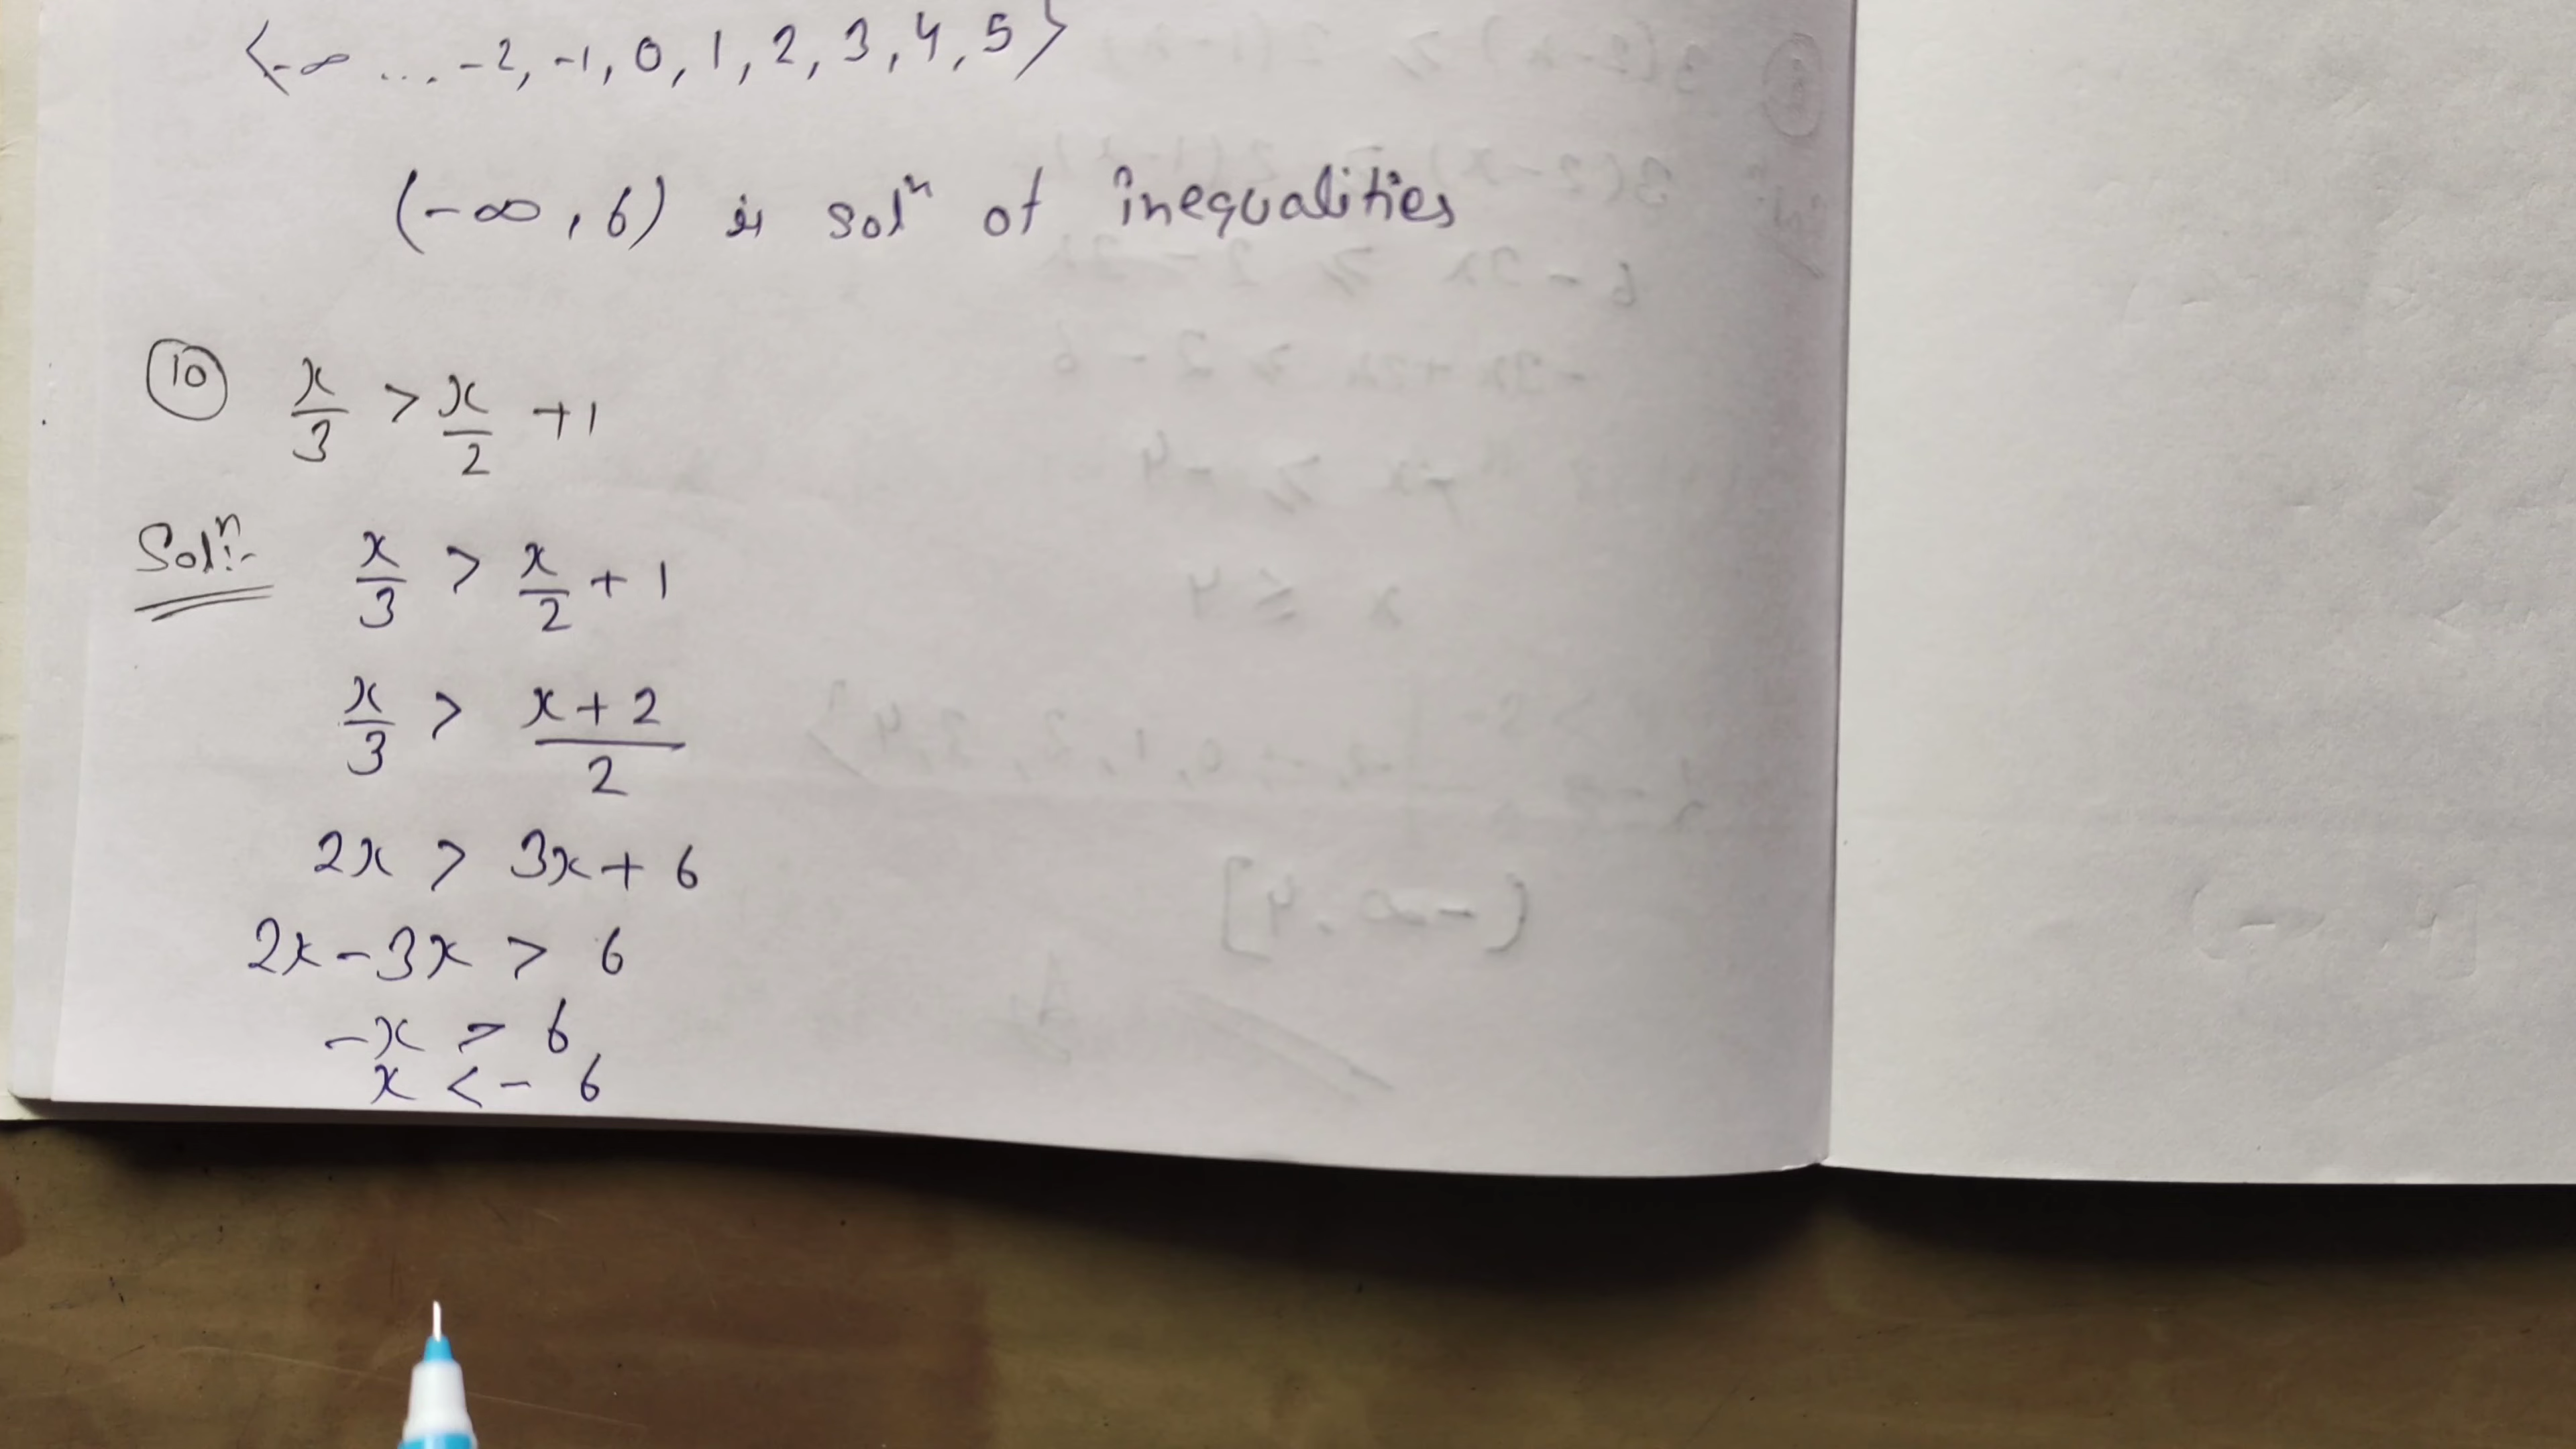 ⟨-∞ ... -2, -1, 0, 1, 2, 3, 4, 5⟩
(-∞, 6) is solⁿ of inequalities
⑩ x/3 > x/2 + 1
Solⁿ:- x/3 > x/2 + 1
x/3 > (x+2)/2
2x > 3x + 6
2x - 3x > 6
-x > 6
x < - 6